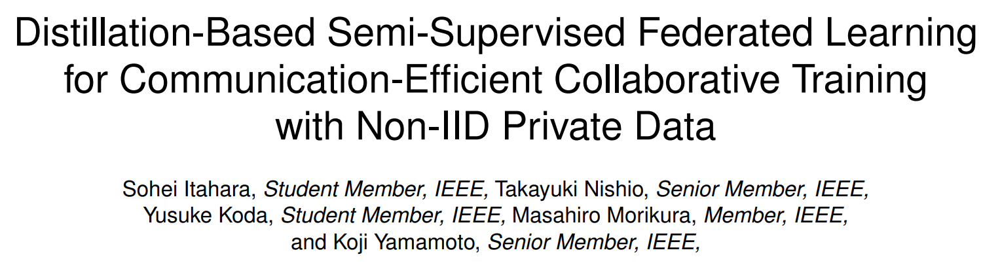 Distillation-Based Semi-Supervised Federated Learning
for Communication-Efficient Collaborative Training
with Non-IID Private Data
Sohei Itahara, Student Member, IEEE, Takayuki Nishio, Senior Member, IEEE,
Yusuke Koda, Student Member, IEEE, Masahiro Morikura, Member, IEEE,
and Koji Yamamoto, Senior Member, IEEE,